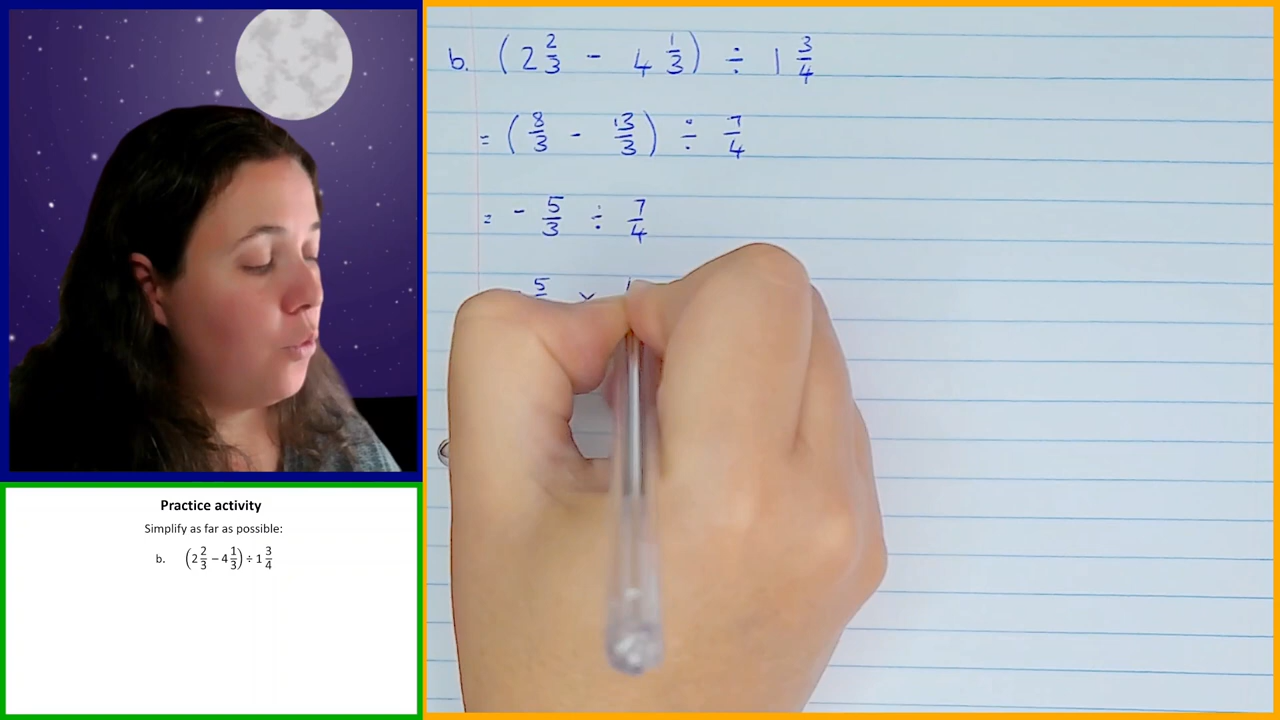 b. (2 2/3 - 4 1/3) ÷ 1 3/4
= (8/3 - 13/3) ÷ 7/4
= - 5/3 ÷ 7/4
5 ×
Practice activity
Simplify as far as possible:
b. (2 2/3 – 4 1/3) ÷ 1 3/4